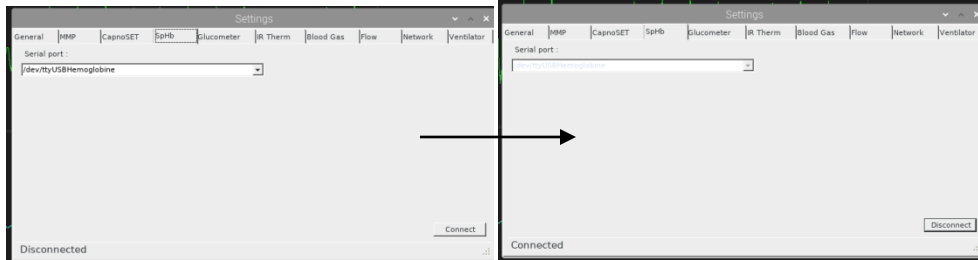 Settings
General MMP CapnoSET SpHb Glucometer IR Therm Blood Gas Flow Network Ventilator
Serial port :
/dev/ttyUSBHemoglobine
Connect
Disconnected
Settings
General MMP CapnoSET SpHb Glucometer IR Therm Blood Gas Flow Network Ventilator
Serial port :
/dev/ttyUSBHemoglobine
Disconnect
Connected